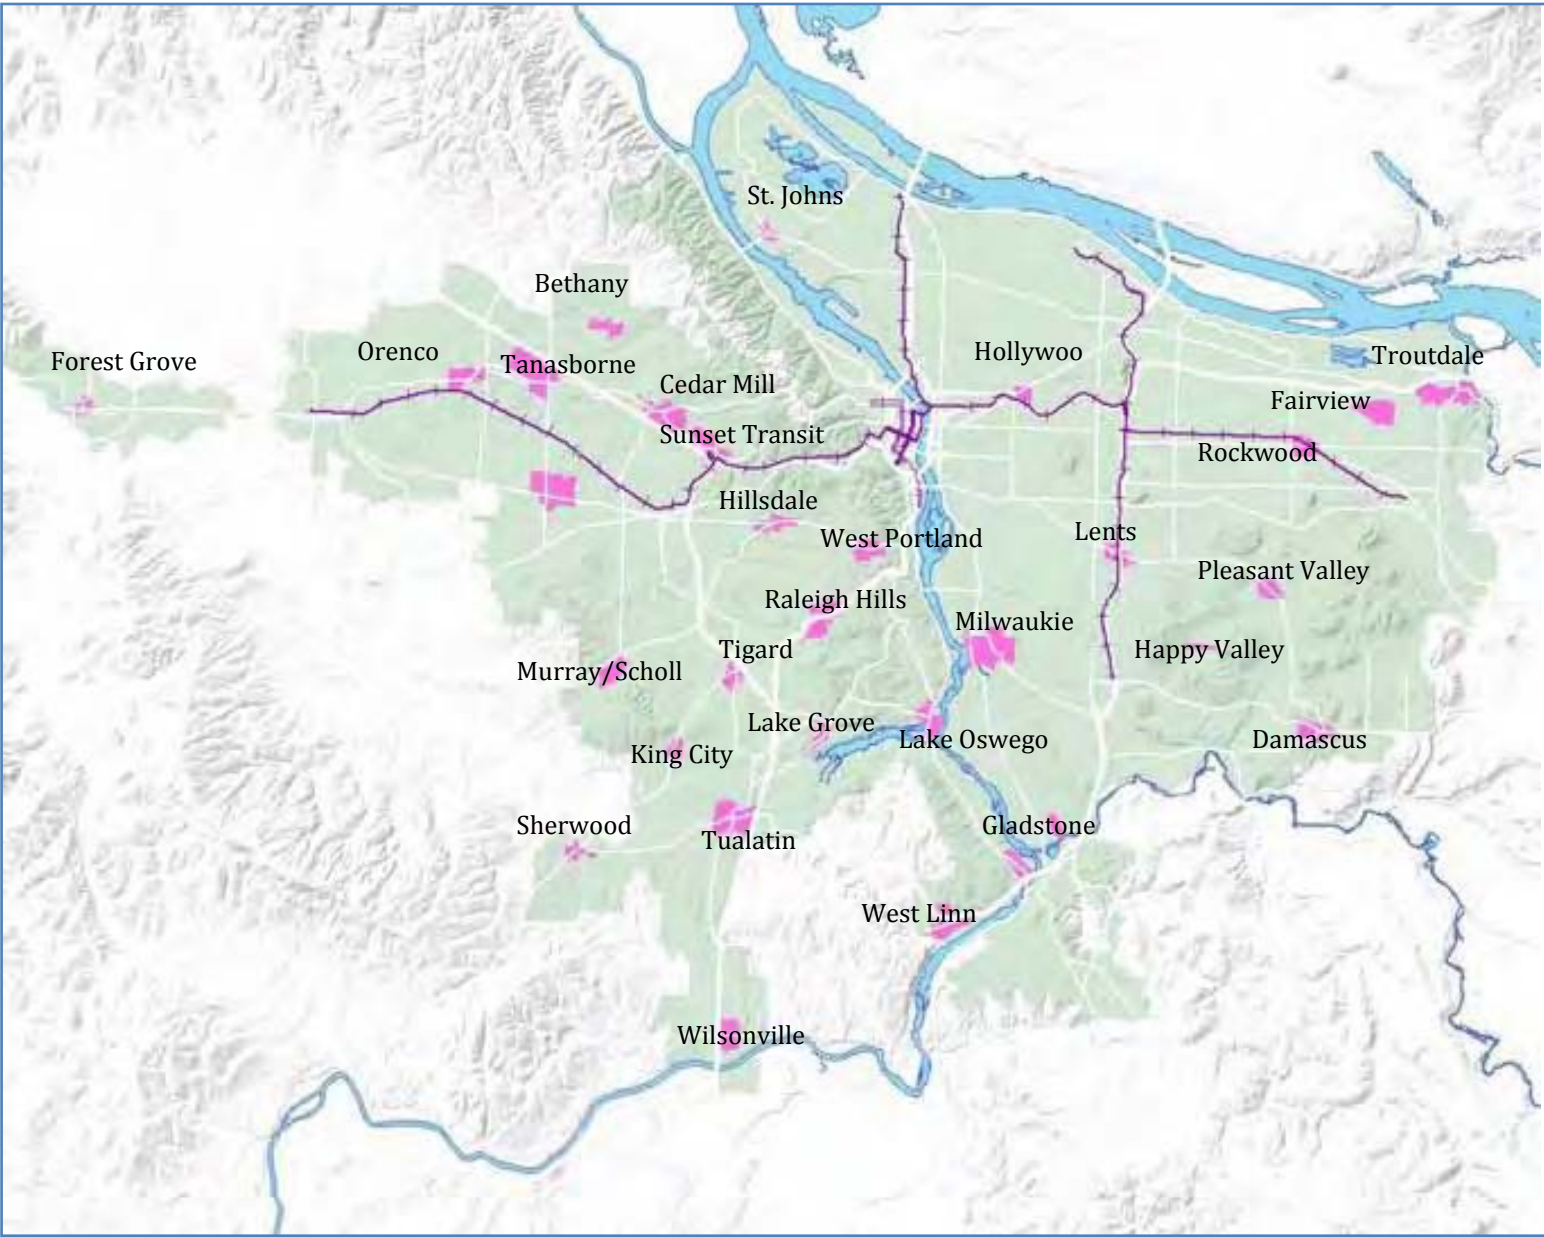 St. Johns
Bethany
Forest Grove
Orenco
Tanasborne
Hollywoo
Troutdale
Cedar Mill
Fairview
Sunset Transit
Rockwood
Hillsdale
West Portland
Lents
Pleasant Valley
Raleigh Hills
Milwaukie
Tigard
Happy Valley
Murray/Scholl
Lake Grove
Lake Oswego
Damascus
King City
Sherwood
Gladstone
Tualatin
West Linn
Wilsonville